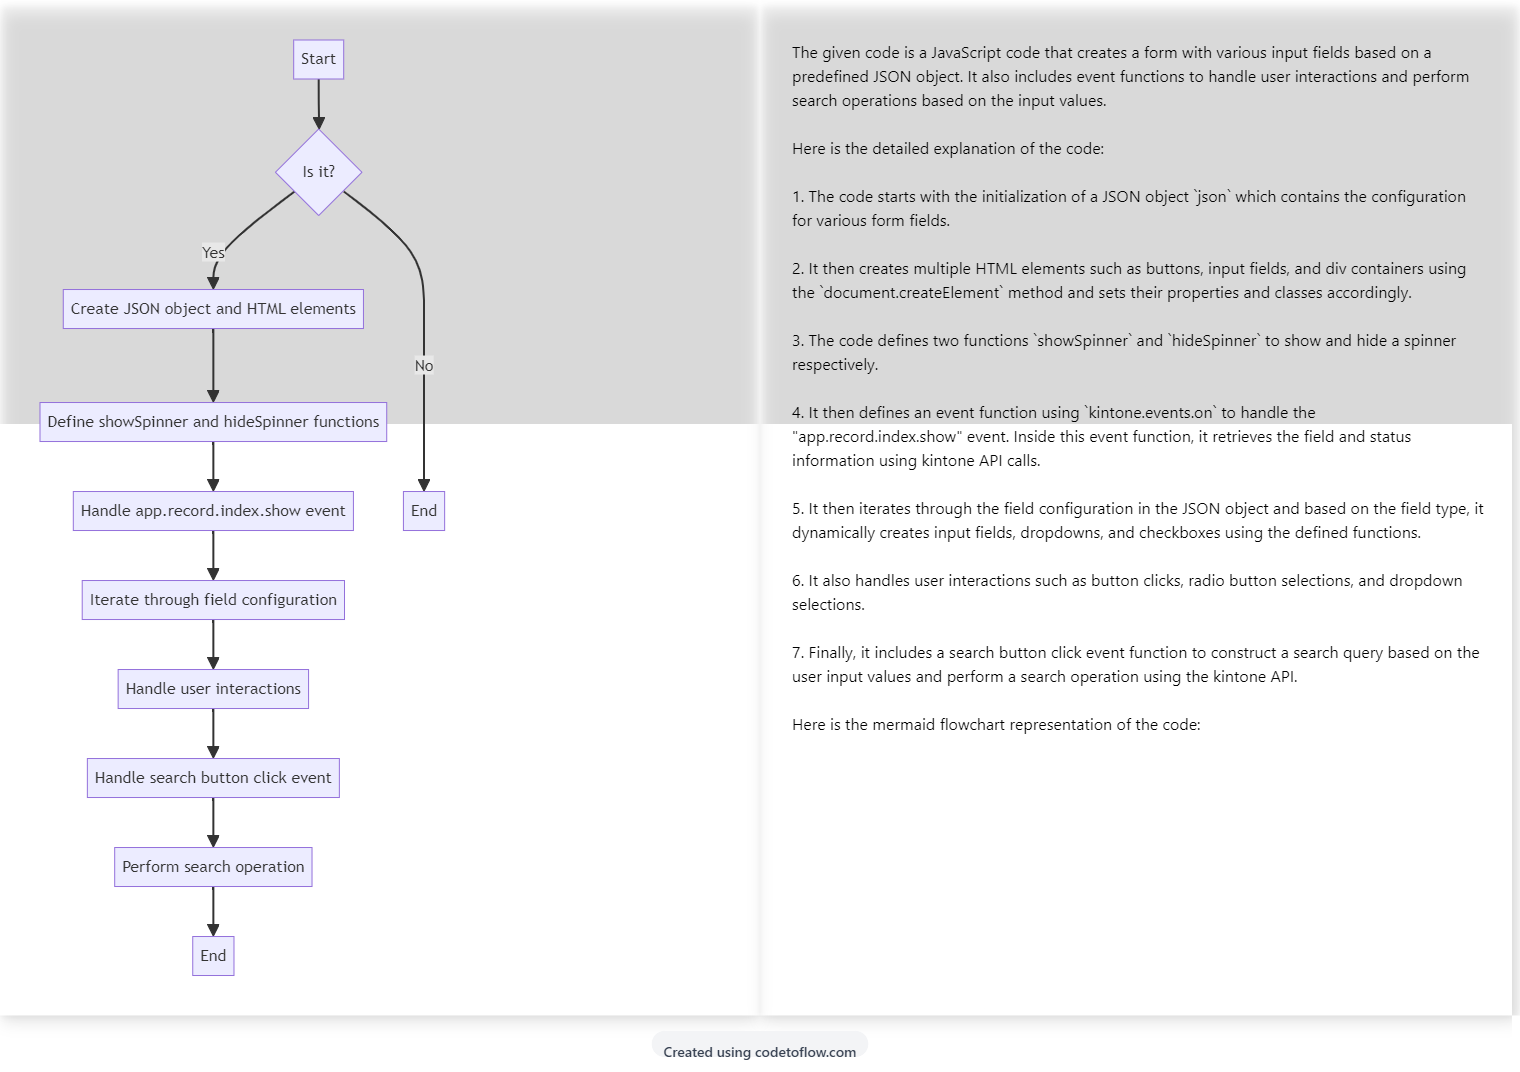 Start
Is it?
Yes
Create JSON object and HTML elements
No
Define showSpinner and hideSpinner functions
Handle app.record.index.show event
End
Iterate through field configuration
Handle user interactions
Handle search button click event
Perform search operation
End
The given code is a JavaScript code that creates a form with various input fields based on a
predefined JSON object. It also includes event functions to handle user interactions and perform
search operations based on the input values.
Here is the detailed explanation of the code:
1. The code starts with the initialization of a JSON object `json` which contains the configuration
for various form fields.
2. It then creates multiple HTML elements such as buttons, input fields, and div containers using
the `document.createElement` method and sets their properties and classes accordingly.
3. The code defines two functions `showSpinner` and `hideSpinner` to show and hide a spinner
respectively.
4. It then defines an event function using `kintone.events.on` to handle the
"app.record.index.show" event. Inside this event function, it retrieves the field and status
information using kintone API calls.
5. It then iterates through the field configuration in the JSON object and based on the field type, it
dynamically creates input fields, dropdowns, and checkboxes using the defined functions.
6. It also handles user interactions such as button clicks, radio button selections, and dropdown
selections.
7. Finally, it includes a search button click event function to construct a search query based on the
user input values and perform a search operation using the kintone API.
Here is the mermaid flowchart representation of the code:
Created using codetoflow.com